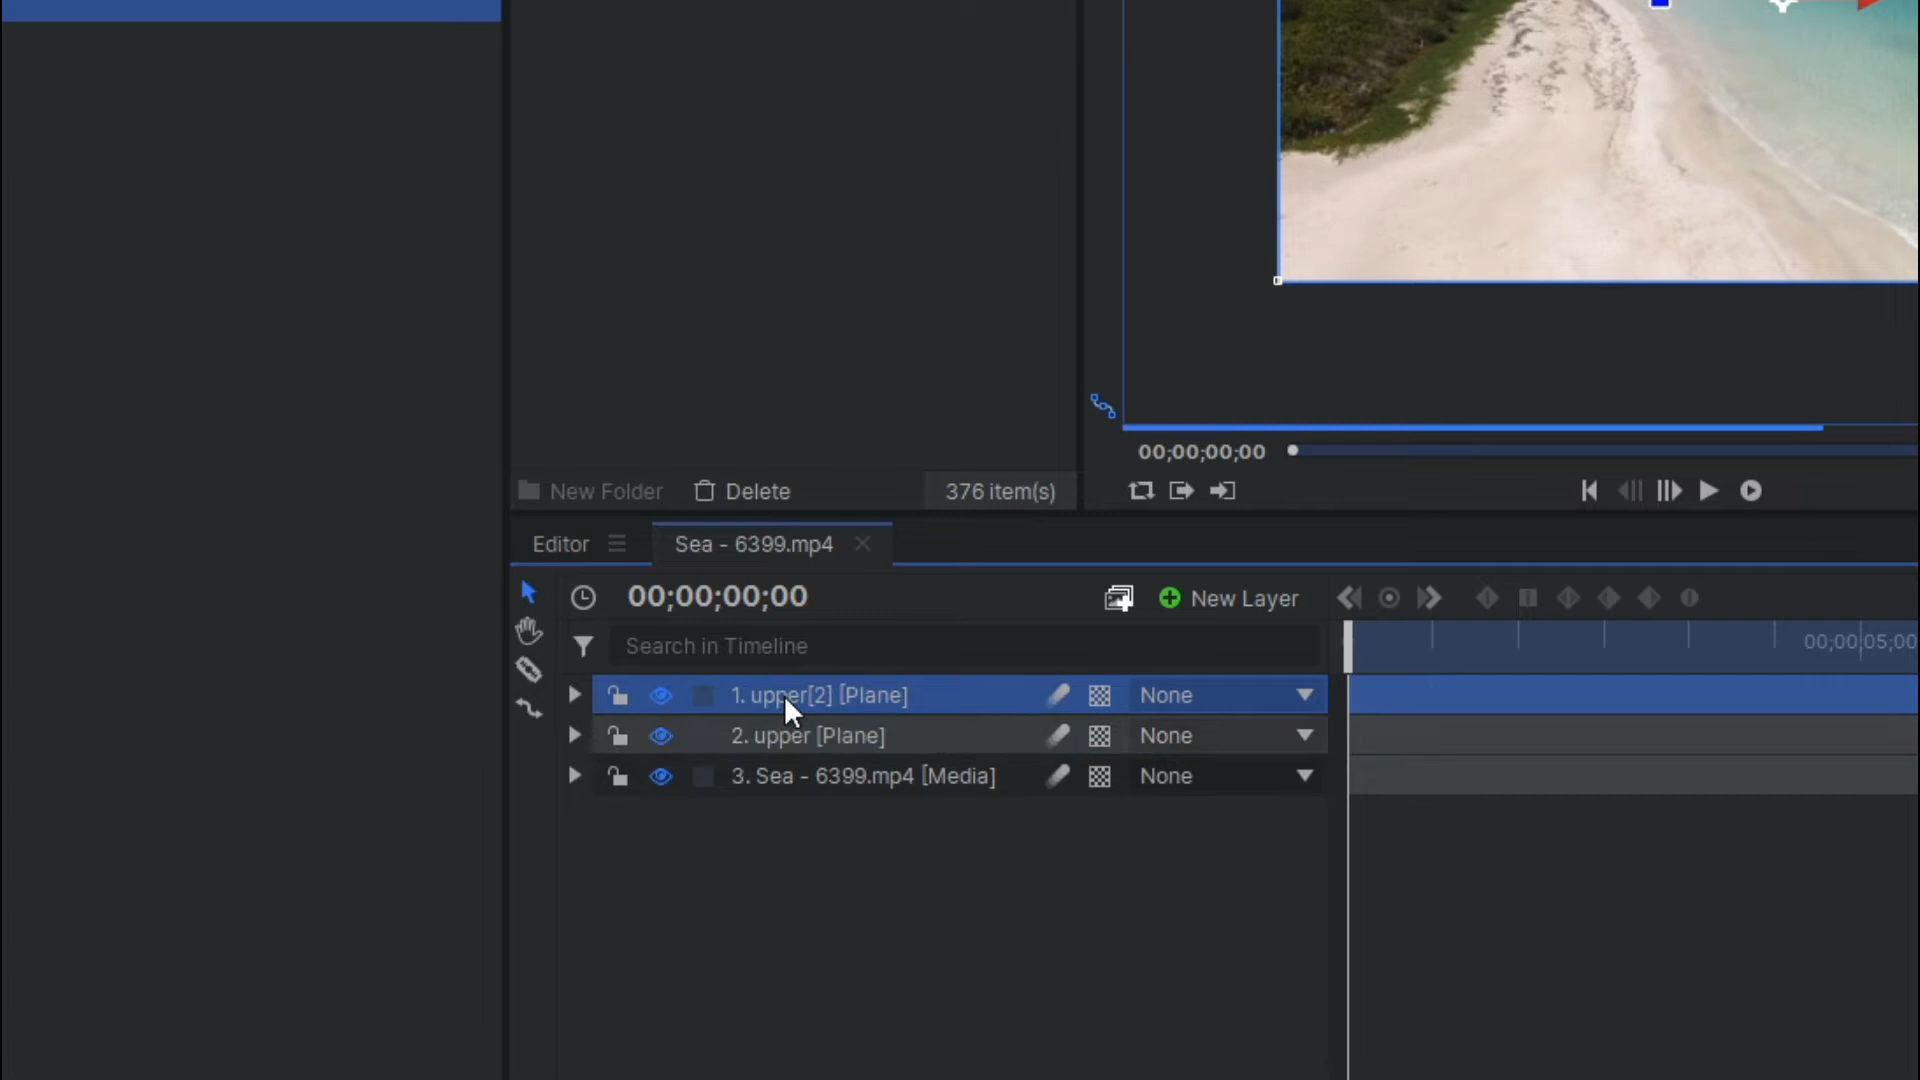 00;00;00;00
New Folder Delete 376 item(s)
Editor Sea - 6399.mp4
00;00;00;00 New Layer
Search in Timeline 00;00;05;00
1. upper[2] [Plane] None
2. upper [Plane] None
3. Sea - 6399.mp4 [Media] None